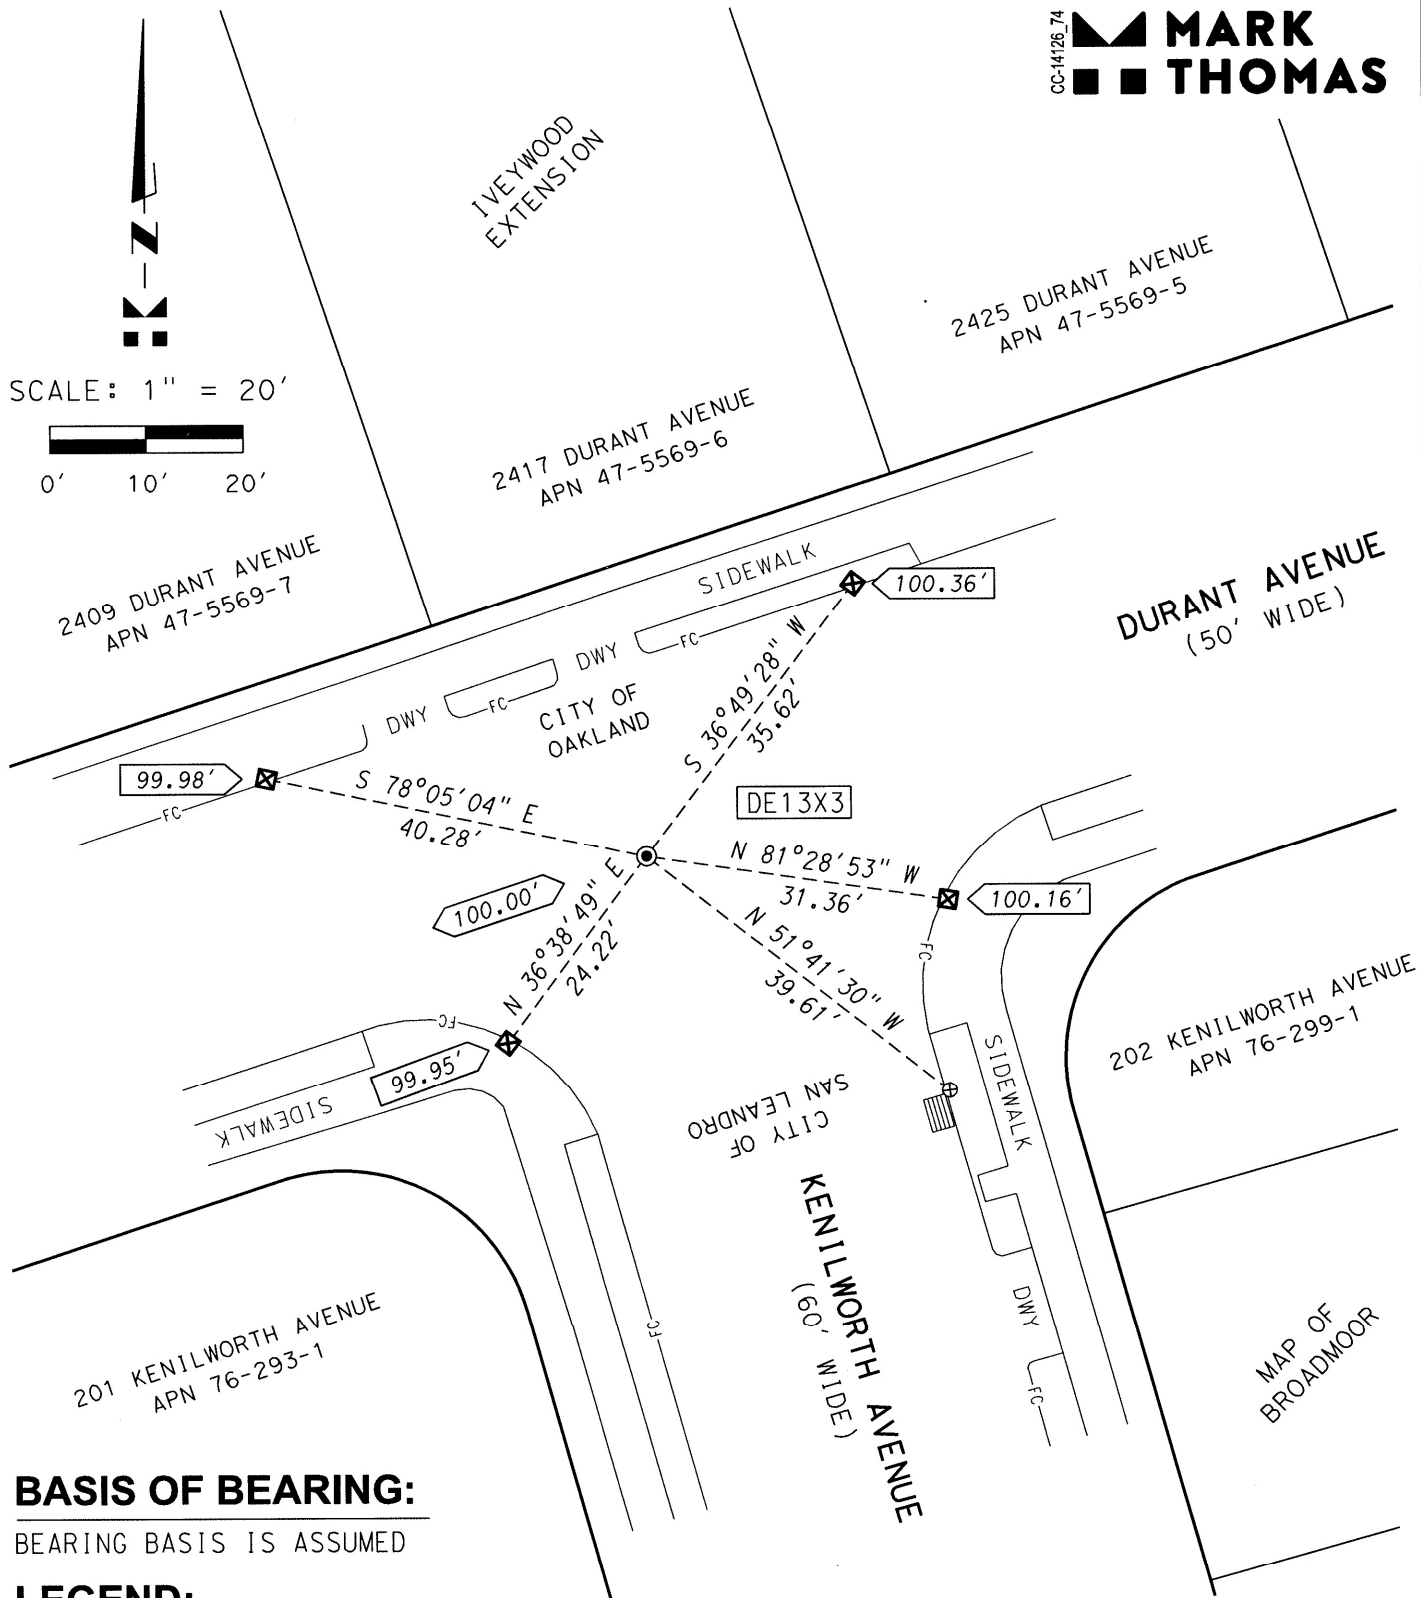 CC-14126_74
MARK
THOMAS
N
SCALE: 1" = 20'
0' 10' 20'
IVEYWOOD
EXTENSION
2425 DURANT AVENUE
APN 47-5569-5
2417 DURANT AVENUE
APN 47-5569-6
2409 DURANT AVENUE
APN 47-5569-7
SIDEWALK
100.36'
DURANT AVENUE
(50' WIDE)
FC
DWY
FC
DWY
CITY OF
OAKLAND
S 36°49'28" W
35.62'
99.98'
FC
S 78°05'04" E
40.28'
DE13X3
N 81°28'53" W
31.36'
100.16'
100.00'
N 36°38'49" E
24.22'
N 51°41'30" W
39.61'
FC
FC
99.95'
SIDEWALK
SIDEWALK
202 KENILWORTH AVENUE
APN 76-299-1
CITY OF
SAN LEANDRO
KENILWORTH AVENUE
(60' WIDE)
DWY
FC
FC
201 KENILWORTH AVENUE
APN 76-293-1
MAP OF
BROADMOOR
BASIS OF BEARING:
BEARING BASIS IS ASSUMED
LEGEND: